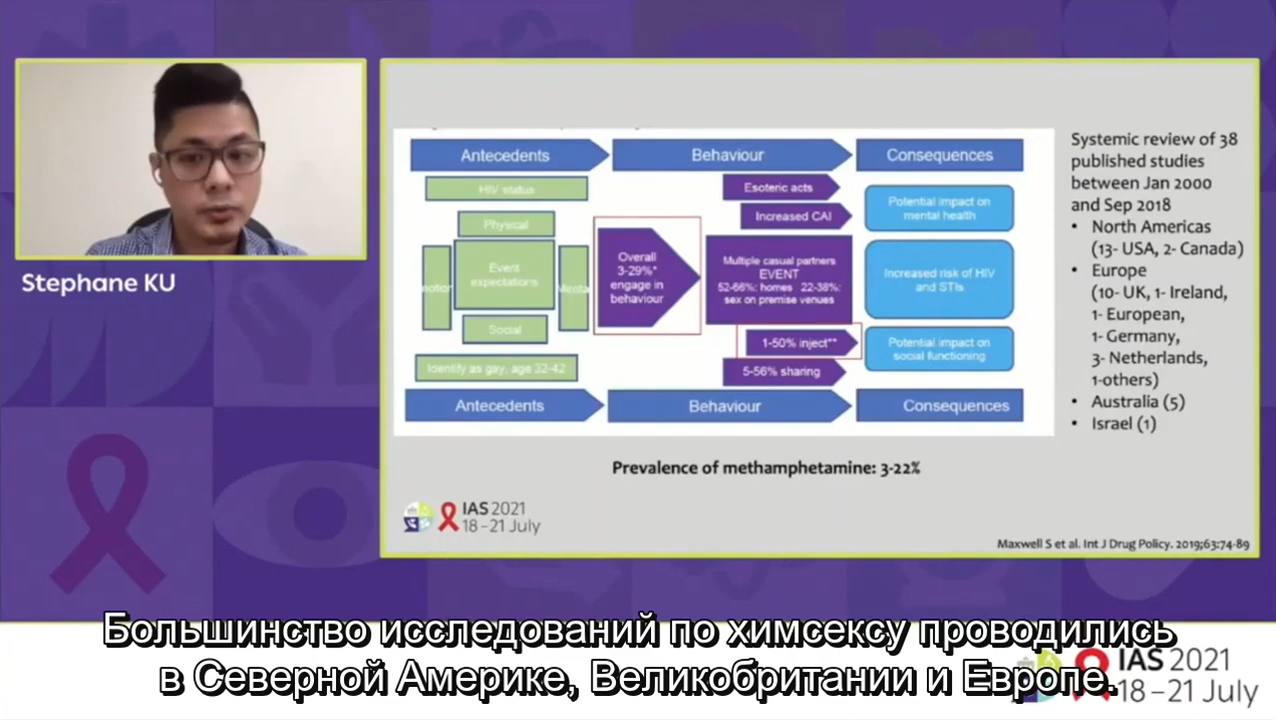 Stephane KU
Antecedents
Behaviour
Consequences
HIV status
Physical
Event
expectations
Social
Identify as gay, age 32-42
Overall
3-29%*
engage in
behaviour
Esoteric acts
Increased CAI
Multiple casual partners
EVENT
52-66%: homes 22-38%:
sex on premise venues
1-50% inject**
5-56% sharing
Potential impact on
mental health
Increased risk of HIV
and STIs
Potential impact on
social functioning
Antecedents
Behaviour
Consequences
Systemic review of 38
published studies
between Jan 2000
and Sep 2018
• North Americas
(13- USA, 2- Canada)
• Europe
(10- UK, 1- Ireland,
1- European,
1- Germany,
3- Netherlands,
1-others)
• Australia (5)
• Israel (1)
Prevalence of methamphetamine: 3-22%
IAS 2021
18–21 July
Maxwell S et al. Int J Drug Policy. 2019;63:74-89
Большинство исследований по химсексу проводились
в Северной Америке, Великобритании и Европе.
IAS 2021
18–21 July